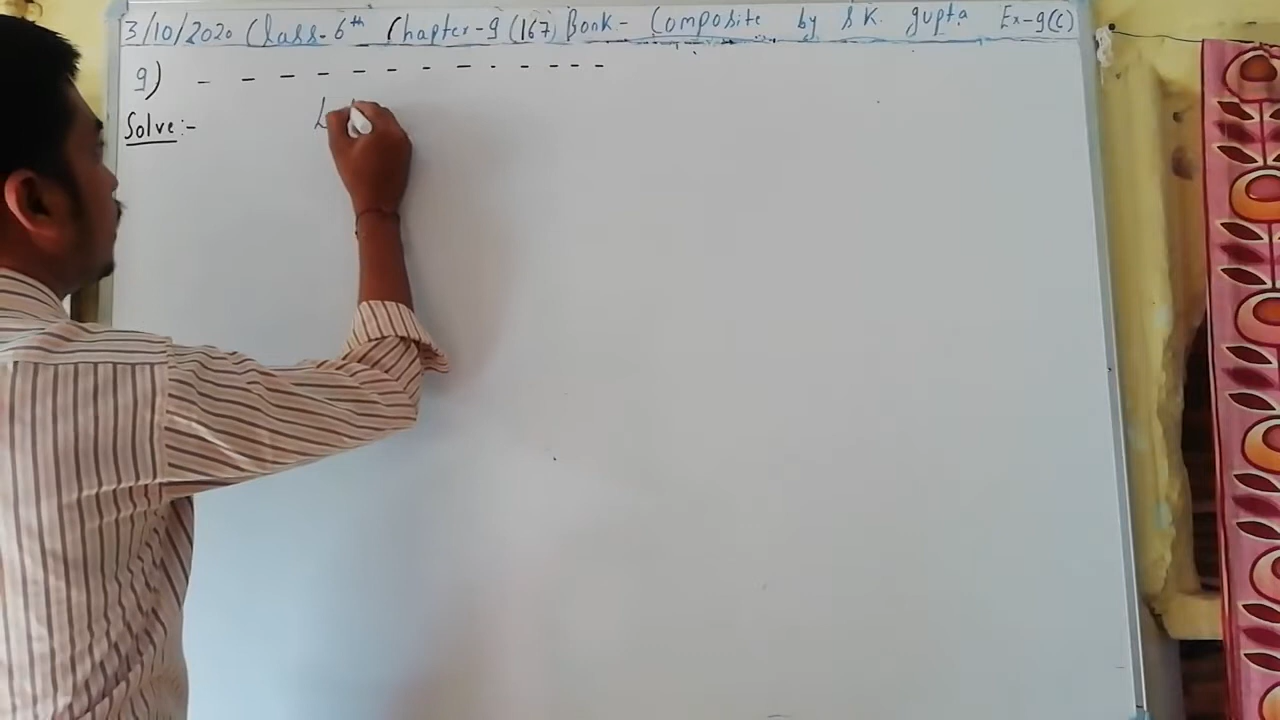 3/10/2020 Class-6th Chapter-9 (167) Book- Composite by S.K. gupta Ex-9(C)
9) - - - - - - - - - - - - - -
Solve:-